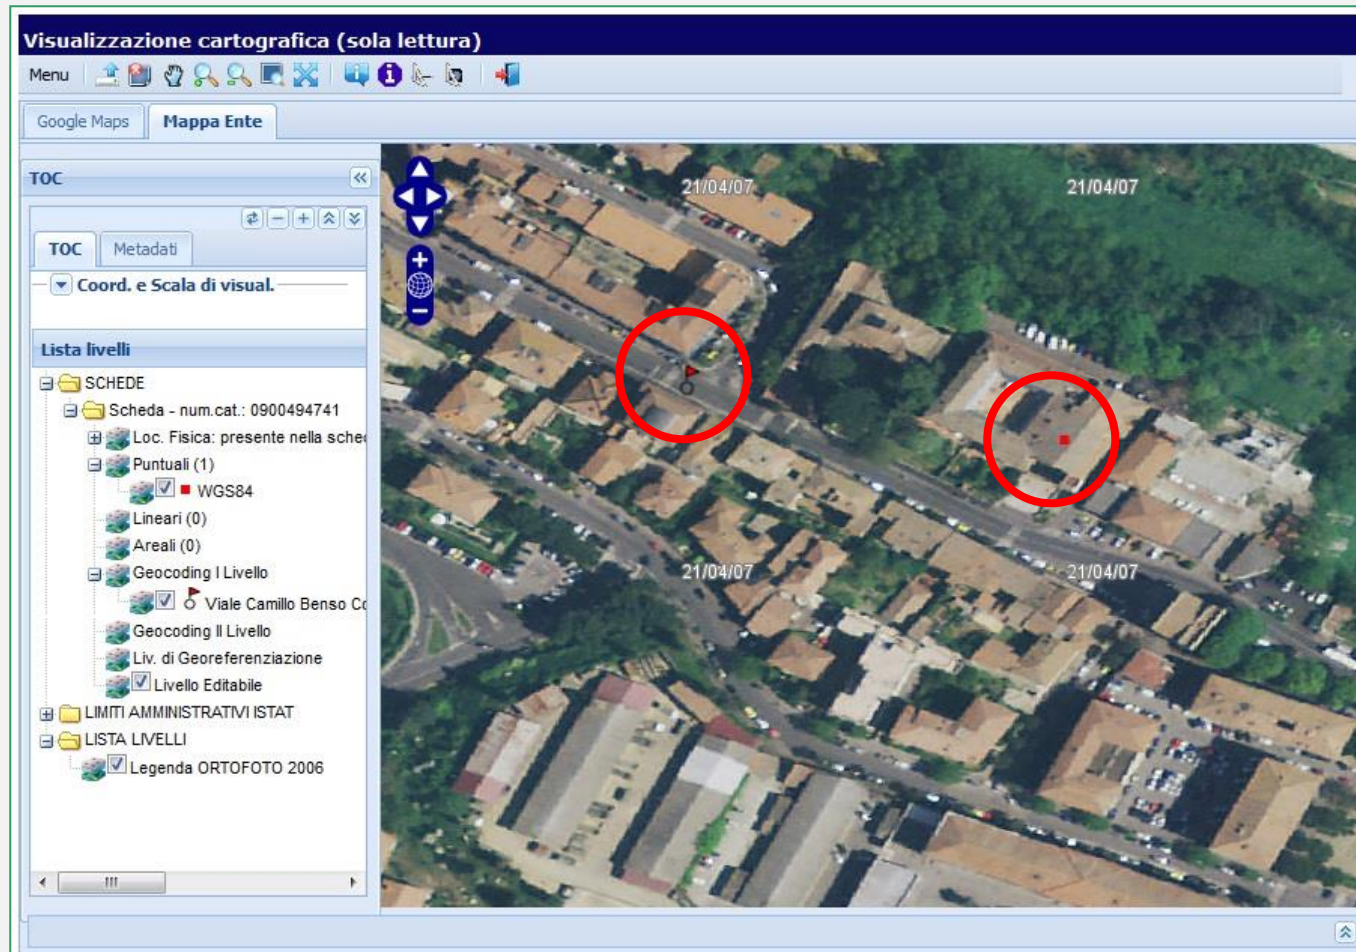 Visualizzazione cartografica (sola lettura)
Menu
Google Maps
Mappa Ente
TOC
TOC
Metadati
Coord. e Scala di visual.
Lista livelli
SCHEDE
Scheda - num.cat.: 0900494741
Loc. Fisica: presente nella sche
Puntuali (1)
WGS84
Lineari (0)
Areali (0)
Geocoding I Livello
Viale Camillo Benso Co
Geocoding II Livello
Liv. di Georeferenziazione
Livello Editabile
LIMITI AMMINISTRATIVI ISTAT
LISTA LIVELLI
Legenda ORTOFOTO 2006
21/04/07
21/04/07
21/04/07
21/04/07